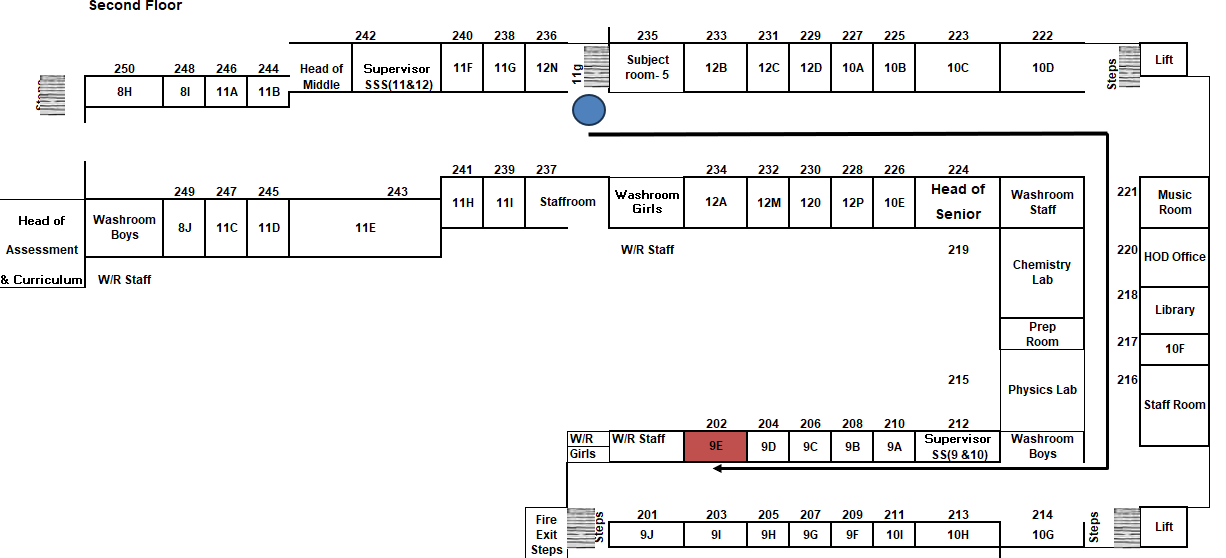 Second Floor
242 240 238 236 235 233 231 229 227 225 223 222
250 248 246 244
Head of
Middle
Supervisor
SSS(11&12)
11F 11G 12N
11g
Subject
room- 5
12B 12C 12D 10A 10B 10C 10D
Steps
Lift
Steps
8H 8I 11A 11B
241 239 237 234 232 230 228 226 224
249 247 245 243
11H 11I Staffroom
Washroom
Girls
12A 12M 120 12P 10E
Head of
Senior
Washroom
Staff
221
Music
Room
Head of
Assessment
& Curriculum
Washroom
Boys
8J 11C 11D 11E
W/R Staff
W/R Staff
219
Chemistry
Lab
220
HOD Office
218
Library
Prep
Room
217
10F
215
Physics Lab
216
Staff Room
202 204 206 208 210 212
W/R
Girls
W/R Staff
9E 9D 9C 9B 9A
Supervisor
SS(9 &10)
Washroom
Boys
201 203 205 207 209 211 213 214
Fire
Exit
Steps
Steps
9J 9I 9H 9G 9F 10I 10H 10G
Steps
Lift